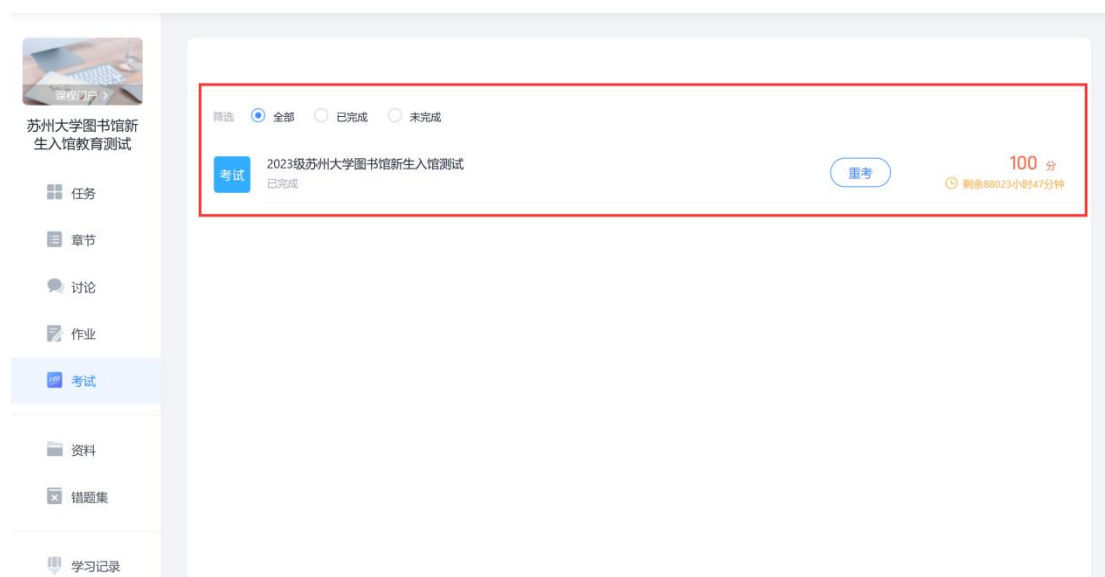 课程门户 >
苏州大学图书馆新
生入馆教育测试
任务
章节
讨论
作业
考试
资料
错题集
学习记录
筛选 全部 已完成 未完成
考试
2023级苏州大学图书馆新生入馆测试
已完成
重考
100 分
剩余88023小时47分钟